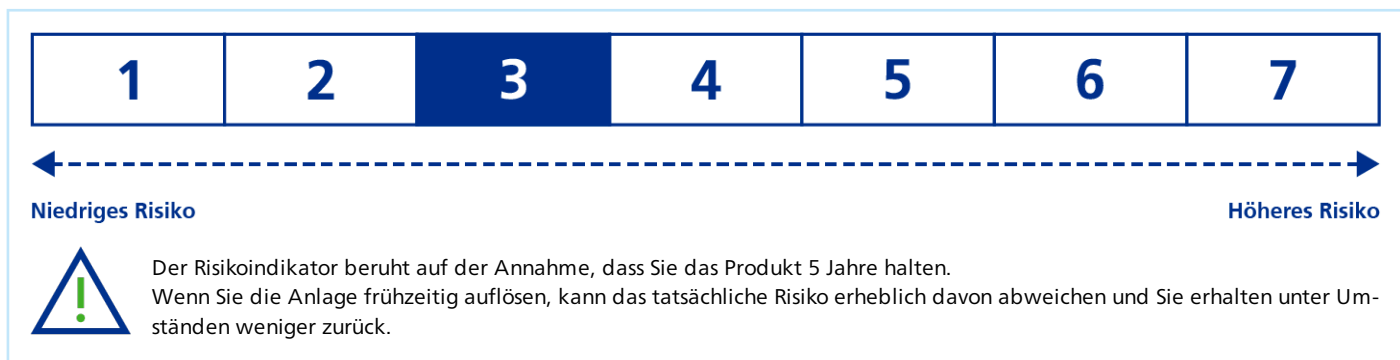 1 2 3 4 5 6 7
Niedriges Risiko Höheres Risiko
Der Risikoindikator beruht auf der Annahme, dass Sie das Produkt 5 Jahre halten.
Wenn Sie die Anlage frühzeitig auflösen, kann das tatsächliche Risiko erheblich davon abweichen und Sie erhalten unter Um-
ständen weniger zurück.